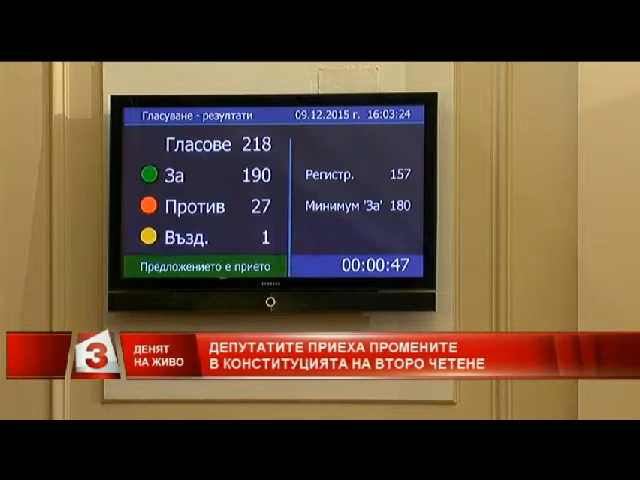 Гласуване - резултати 09.12.2015 г. 16:03:24
Гласове 218
За 190
Против 27
Възд. 1
Регистр. 157
Минимум 'За' 180
Предложението е прието 00:00:47
SAMSUNG
3 ДЕНЯТ НА ЖИВО
ДЕПУТАТИТЕ ПРИЕХА ПРОМЕНИТЕ
В КОНСТИТУЦИЯТА НА ВТОРО ЧЕТЕНЕ